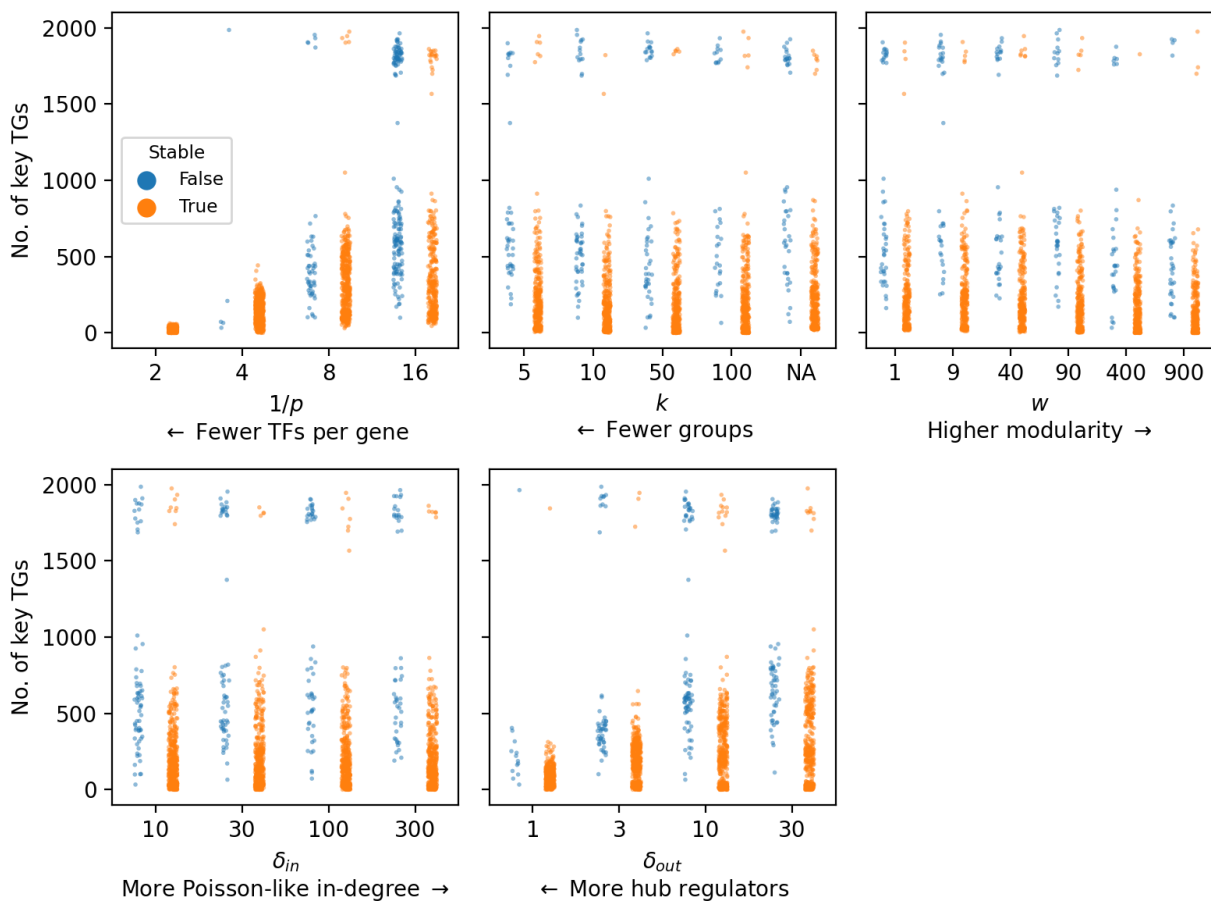 2000
1500
1000
500
0
No. of key TGs
Stable
False
True
2 4 8 16
1/p
← Fewer TFs per gene
5 10 50 100 NA
k
← Fewer groups
1 9 40 90 400 900
w
Higher modularity →
2000
1500
1000
500
0
No. of key TGs
10 30 100 300
δin
More Poisson-like in-degree →
1 3 10 30
δout
← More hub regulators